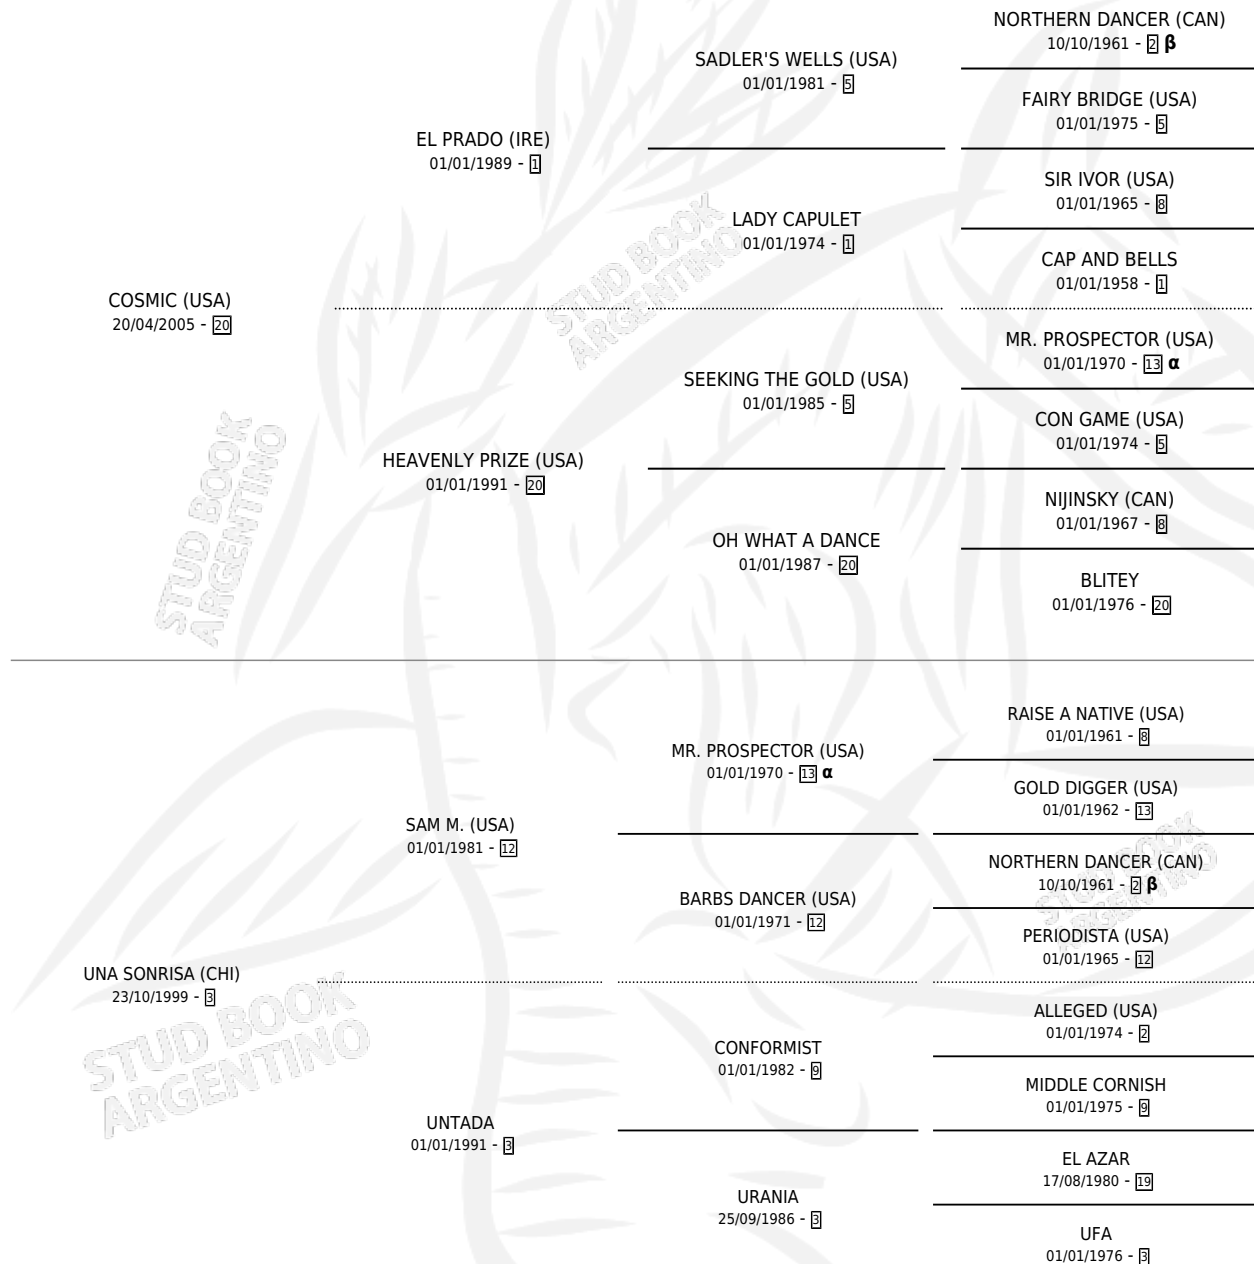 NORTHERN DANCER (CAN)
10/10/1961 - 2 β
SADLER'S WELLS (USA)
01/01/1981 - 5
FAIRY BRIDGE (USA)
01/01/1975 - 5
EL PRADO (IRE)
01/01/1989 - 1
SIR IVOR (USA)
01/01/1965 - 8
LADY CAPULET
01/01/1974 - 1
CAP AND BELLS
01/01/1958 - 1
COSMIC (USA)
20/04/2005 - 20
STUD BOOK
ARGENTINO
MR. PROSPECTOR (USA)
01/01/1970 - 13 α
SEEKING THE GOLD (USA)
01/01/1985 - 5
CON GAME (USA)
01/01/1974 - 5
HEAVENLY PRIZE (USA)
01/01/1991 - 20
STUD BOOK
ARGENTINO
NIJINSKY (CAN)
01/01/1967 - 8
OH WHAT A DANCE
01/01/1987 - 20
BLITEY
01/01/1976 - 20
RAISE A NATIVE (USA)
01/01/1961 - 8
MR. PROSPECTOR (USA)
01/01/1970 - 13 α
GOLD DIGGER (USA)
01/01/1962 - 13
SAM M. (USA)
01/01/1981 - 12
NORTHERN DANCER (CAN)
10/10/1961 - 2 β
STUD BOOK
ARGENTINO
BARBS DANCER (USA)
01/01/1971 - 12
PERIODISTA (USA)
01/01/1965 - 12
UNA SONRISA (CHI)
23/10/1999 - 3
STUD BOOK
ARGENTINO
ALLEGED (USA)
01/01/1974 - 2
CONFORMIST
01/01/1982 - 9
MIDDLE CORNISH
01/01/1975 - 9
UNTADA
01/01/1991 - 3
EL AZAR
17/08/1980 - 19
URANIA
25/09/1986 - 3
UFA
01/01/1976 - 3